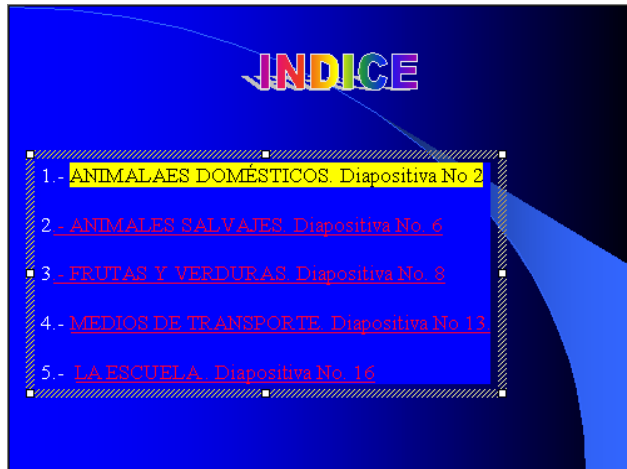 INDICE
1.- ANIMALAES DOMÉSTICOS. Diapositiva No 2
2.- ANIMALES SALVAJES. Diapositiva No. 6
3.- FRUTAS Y VERDURAS. Diapositiva No. 8
4.- MEDIOS DE TRANSPORTE. Diapositiva No 13.
5.- LA ESCUELA. Diapositiva No. 16